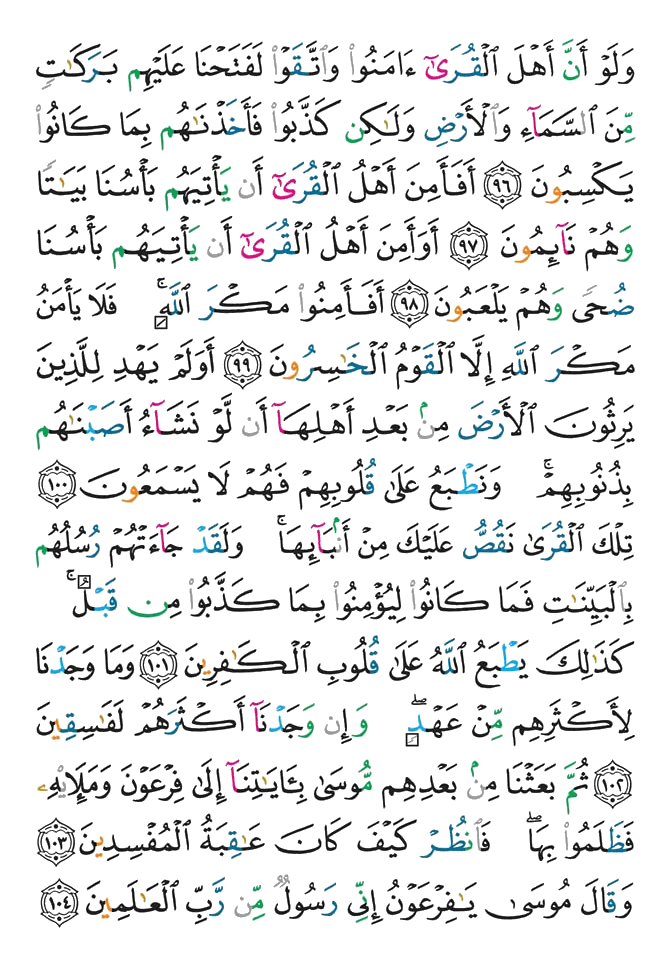 وَلَوْ أَنَّ أَهْلَ ٱلْقُرَىٰٓ ءَامَنُوا۟ وَٱتَّقَوْا۟ لَفَتَحْنَا عَلَيْهِم بَرَكَٰتٍ
مِّنَ ٱلسَّمَآءِ وَٱلْأَرْضِ وَلَٰكِن كَذَّبُوا۟ فَأَخَذْنَٰهُم بِمَا كَانُوا۟
يَكْسِبُونَ ٩٦ أَفَأَمِنَ أَهْلُ ٱلْقُرَىٰٓ أَن يَأْتِيَهُم بَأْسُنَا بَيَٰتًا
وَهُمْ نَآئِمُونَ ٩٧ أَوَأَمِنَ أَهْلُ ٱلْقُرَىٰٓ أَن يَأْتِيَهُم بَأْسُنَا
ضُحًى وَهُمْ يَلْعَبُونَ ٩٨ أَفَأَمِنُوا۟ مَكْرَ ٱللَّهِ ۚ فَلَا يَأْمَنُ
مَكْرَ ٱللَّهِ إِلَّا ٱلْقَوْمُ ٱلْخَٰسِرُونَ ٩٩ أَوَلَمْ يَهْدِ لِلَّذِينَ
يَرِثُونَ ٱلْأَرْضَ مِنۢ بَعْدِ أَهْلِهَآ أَن لَّوْ نَشَآءُ أَصَبْنَٰهُم
بِذُنُوبِهِمْ ۚ وَنَطْبَعُ عَلَىٰ قُلُوبِهِمْ فَهُمْ لَا يَسْمَعُونَ ١٠٠
تِلْكَ ٱلْقُرَىٰ نَقُصُّ عَلَيْكَ مِنْ أَنۢبَآئِهَا ۚ وَلَقَدْ جَآءَتْهُمْ رُسُلُهُم
بِٱلْبَيِّنَٰتِ فَمَا كَانُوا۟ لِيُؤْمِنُوا۟ بِمَا كَذَّبُوا۟ مِن قَبْلُ ۚ
كَذَٰلِكَ يَطْبَعُ ٱللَّهُ عَلَىٰ قُلُوبِ ٱلْكَٰفِرِينَ ١٠١ وَمَا وَجَدْنَا
لِأَكْثَرِهِم مِّنْ عَهْدٍ ۖ وَإِن وَجَدْنَآ أَكْثَرَهُمْ لَفَٰسِقِينَ
١٠٢ ثُمَّ بَعَثْنَا مِنۢ بَعْدِهِم مُّوسَىٰ بِـَٔايَٰتِنَآ إِلَىٰ فِرْعَوْنَ وَمَلَإِي۟هِۦ
فَظَلَمُوا۟ بِهَا ۖ فَٱنظُرْ كَيْفَ كَانَ عَٰقِبَةُ ٱلْمُفْسِدِينَ ١٠٣
وَقَالَ مُوسَىٰ يَٰفِرْعَوْنُ إِنِّى رَسُولٌ مِّن رَّبِّ ٱلْعَٰلَمِينَ ١٠٤